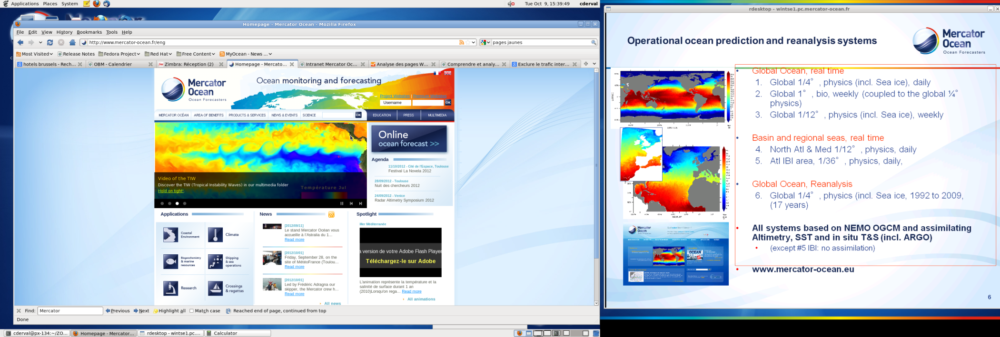 Applications Places System
Tue Oct 9, 15:39:49 cderval
Homepage - Mercator Ocean - Mozilla Firefox
File Edit View History Bookmarks Tools Help
http://www.mercator-ocean.fr/eng
pages jaunes
Most Visited Release Notes Fedora Project Red Hat Free Content MyOcean - News ...
hotels brussels - Rech... OBM - Calendrier Zimbra: Réception (2) Homepage - Mercato... Intranet Mercator Oc... Analyse des pages W... Comprendre et analy... Exclure le trafic inter...
Mercator
Ocean
Ocean Forecasters
Ocean monitoring and forecasting
Project Websites |
Username OK
MERCATOR OCÉAN AREA OF BENEFITS PRODUCTS & SERVICES NEWS & EVENTS SCIENCE OK EDUCATION PRESS MULTIMEDIA
Video of the TIW
Discover the TIW (Tropical Instability Waves) in our multimedia folder
Hold on tight!
Température Jul
Online
ocean forecast >>
Agenda
11/10/2012 - Cité de l'Espace, Toulouse
Festival La Novela 2012
28/09/2012 - Toulouse
Nuit des chercheurs 2012
24/09/2012 - Venice
Radar Altimetry Symposium 2012
Applications
Coastal
Environment
Climate
Biogeochemistry
& marine
resources
Shipping
& sea
operations
Research
Crossings
& regattas
News
[2012/09/11]
Le stand Mercator Océan vous
accueille à l'Astralia du 1...
Read more
[2012/10/01]
Friday, September 28, on the
site of MétéoFrance (Toulou...
Read more
[2012/10/01]
Led by Frédéric Adragna our
skipper, the Mercator crew h...
Read more
All news
Spotlight
Mer Méditerranée
a version de votre Adobe Flash Player
Téléchargez-le sur Adobe
L'animation représente la température et la
salinité de surface durant 1 an
(2010)Lorsqu'on rega... Read more
All animations
Find: Mercator Previous Next Highlight all Match case Reached end of page, continued from top
Done
cderval@px-134:~/ZO... Homepage - Mercator... rdesktop - wintse1.pc.... Calculator
rdesktop - wintse1.pc.mercator-ocean.fr
Operational ocean prediction and reanalysis systems
Mercator
Ocean
Ocean Forecasters
• Global Ocean, real time
1. Global 1/4° , physics (incl. Sea ice), daily
2. Global 1° , bio, weekly (coupled to the global ¼°
physics)
3. Global 1/12° , physics (incl. Sea ice), weekly
• Basin and regional seas, real time
4. North Atl & Med 1/12° , physics, daily
5. Atl IBI area, 1/36° , physics, daily,
• Global Ocean, Reanalysis
6. Global 1/4° , physics (incl. Sea ice, 1992 to 2009,
(17 years)
• All systems based on NEMO OGCM and assimilating
Altimetry, SST and in situ T&S (incl. ARGO)
• (except #5 IBI: no assimilation)
• www.mercator-ocean.eu
6